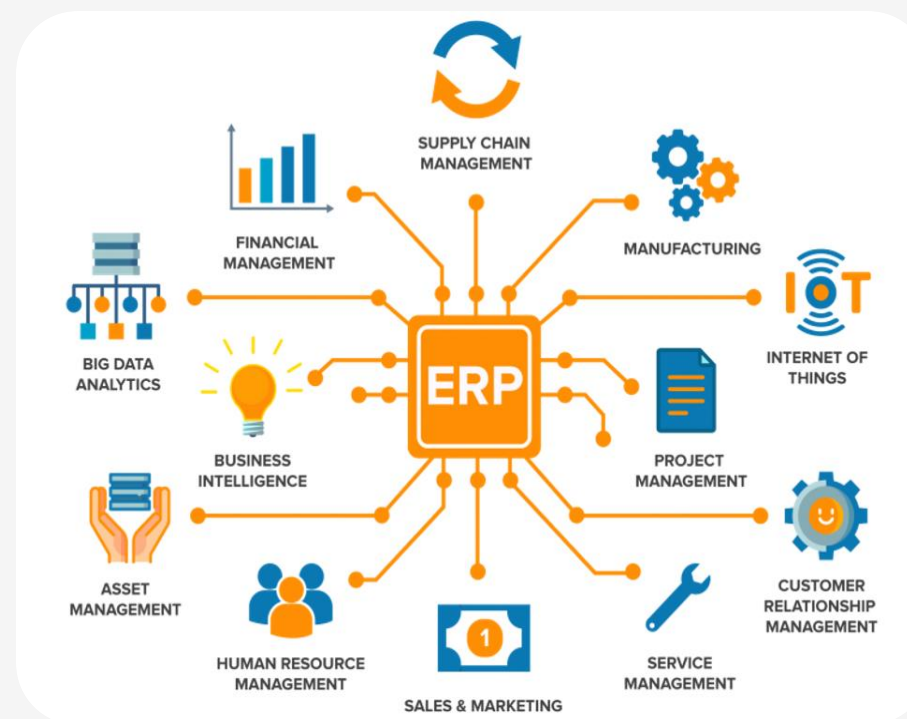 SUPPLY CHAIN
MANAGEMENT
FINANCIAL
MANAGEMENT
MANUFACTURING
IOT
BIG DATA
ANALYTICS
INTERNET OF
THINGS
ERP
BUSINESS
INTELLIGENCE
PROJECT
MANAGEMENT
ASSET
MANAGEMENT
CUSTOMER
RELATIONSHIP
MANAGEMENT
HUMAN RESOURCE
MANAGEMENT
1
SALES & MARKETING
SERVICE
MANAGEMENT